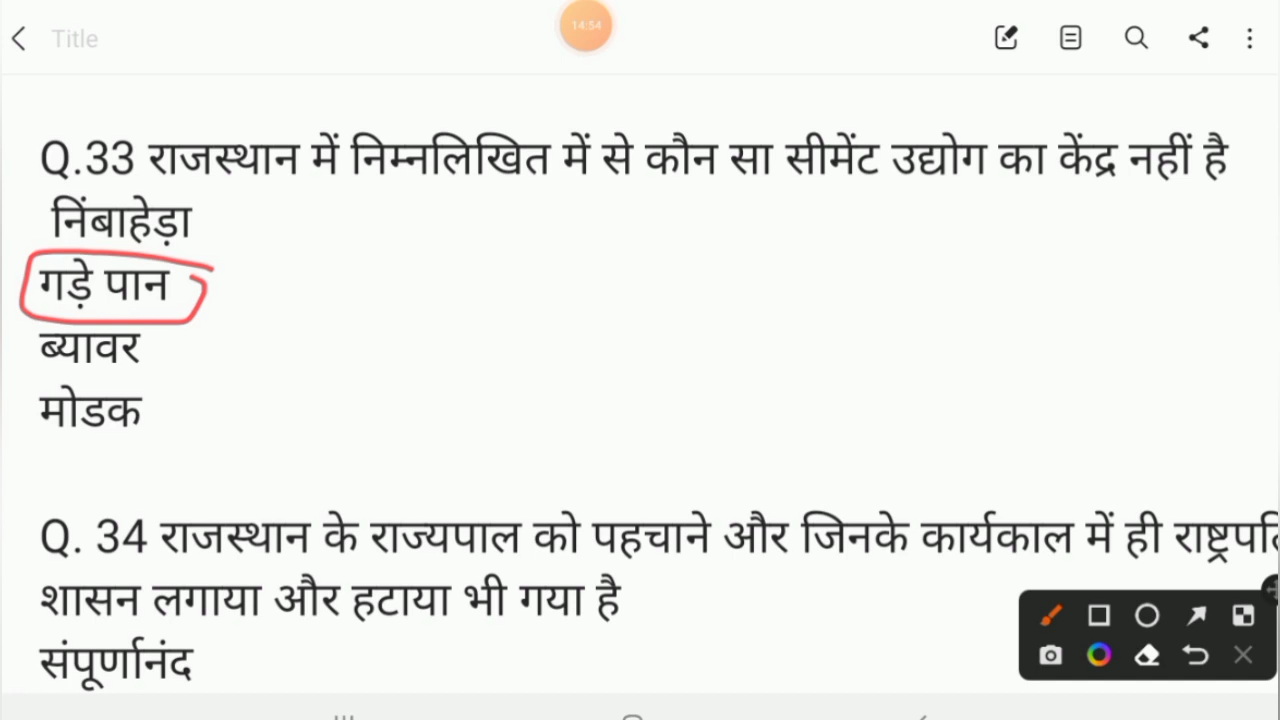 Title
14:54
Q.33 राजस्थान में निम्नलिखित में से कौन सा सीमेंट उद्योग का केंद्र नहीं है
निंबाहेड़ा
गड़े पान
ब्यावर
मोडक
Q. 34 राजस्थान के राज्यपाल को पहचाने और जिनके कार्यकाल में ही
शासन लगाया और हटाया भी गया है
संपूर्णानंद